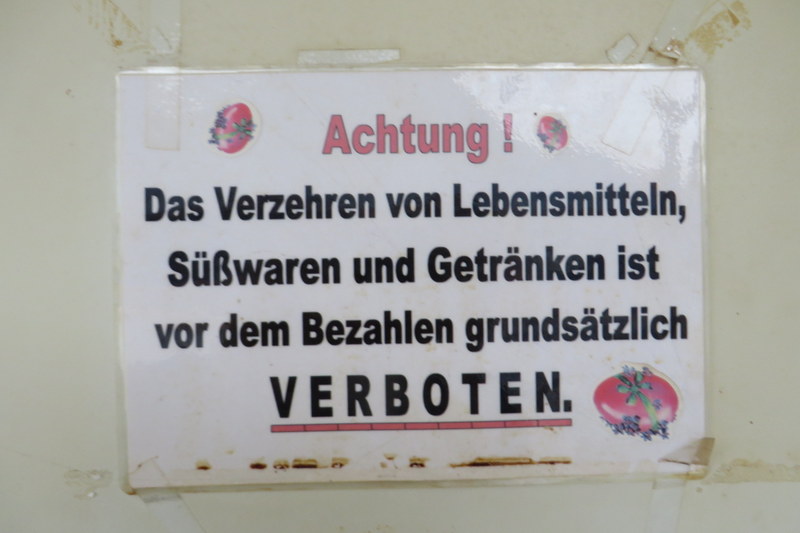 Achtung !
Das Verzehren von Lebensmitteln,
Süßwaren und Getränken ist
vor dem Bezahlen grundsätzlich
VERBOTEN.